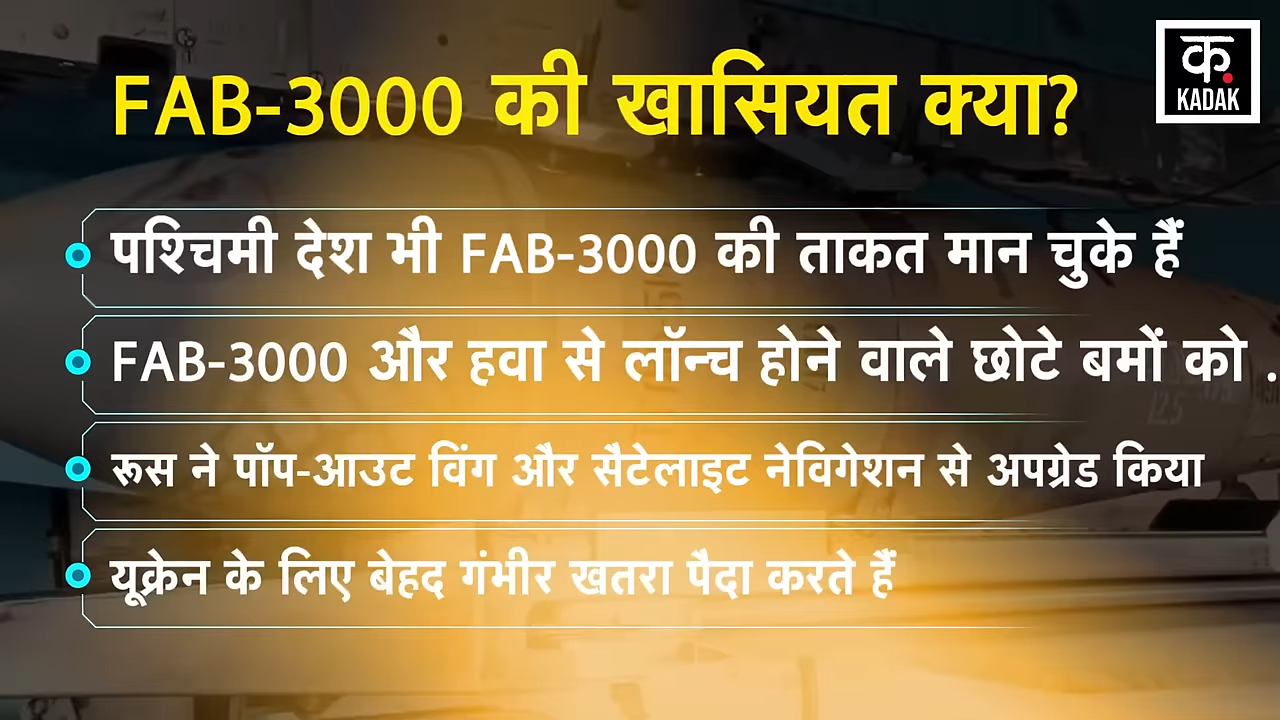 FAB-3000 की खासियत क्या?
क
KADAK
पश्चिमी देश भी FAB-3000 की ताकत मान चुके हैं
FAB-3000 और हवा से लॉन्च होने वाले छोटे बमों को .
रूस ने पॉप-आउट विंग और सैटेलाइट नेविगेशन से अपग्रेड किया
यूक्रेन के लिए बेहद गंभीर खतरा पैदा करते हैं